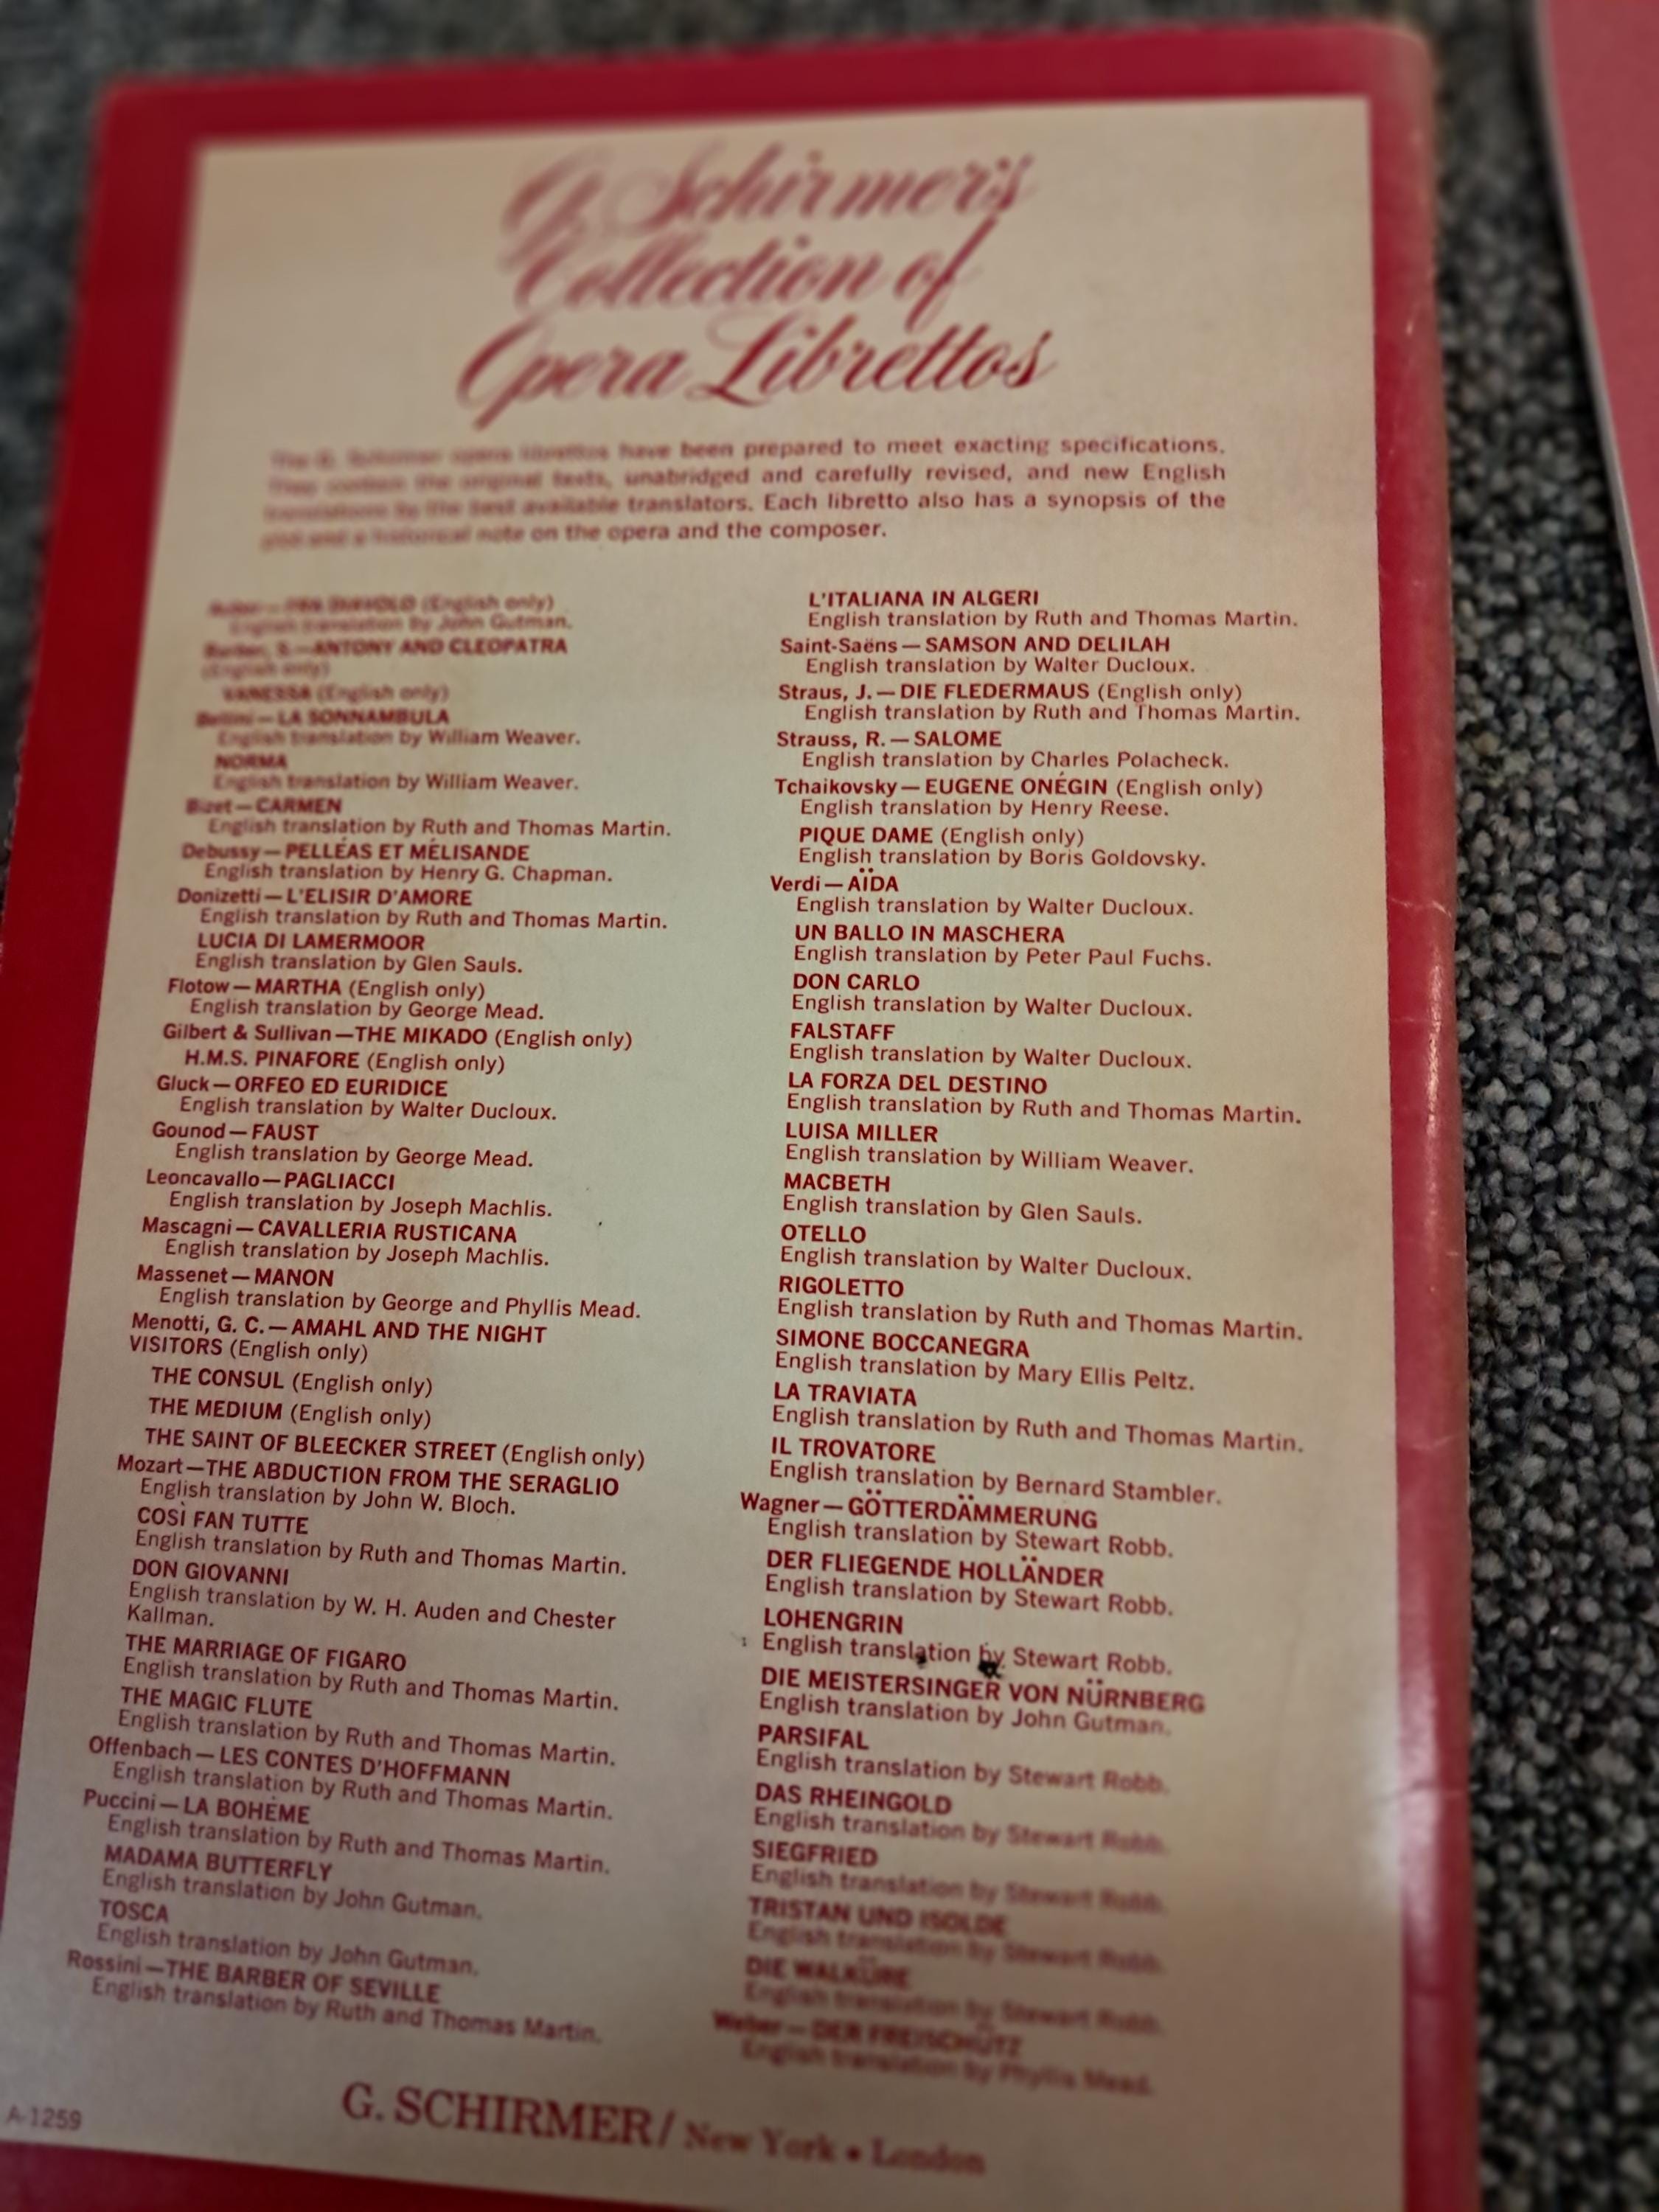 G. Schirmer's
Collection of
Opera Librettos
The G. Schirmer opera librettos have been prepared to meet exacting specifications.
They contain the original texts, unabridged and carefully revised, and new English
translations by the best available translators. Each libretto also has a synopsis of the
plot and a historical note on the opera and the composer.
Auber—FRA DIAVOLO (English only)
English translation by John Gutman.
Barber, S.—ANTONY AND CLEOPATRA
(English only)
VANESSA (English only)
Bellini—LA SONNAMBULA
English translation by William Weaver.
NORMA
English translation by William Weaver.
Bizet—CARMEN
English translation by Ruth and Thomas Martin.
Debussy—PELLÉAS ET MÉLISANDE
English translation by Henry G. Chapman.
Donizetti—L'ELISIR D'AMORE
English translation by Ruth and Thomas Martin.
LUCIA DI LAMERMOOR
English translation by Glen Sauls.
Flotow—MARTHA (English only)
English translation by George Mead.
Gilbert & Sullivan—THE MIKADO (English only)
H.M.S. PINAFORE (English only)
Gluck—ORFEO ED EURIDICE
English translation by Walter Ducloux.
Gounod—FAUST
English translation by George Mead.
Leoncavallo—PAGLIACCI
English translation by Joseph Machlis.
Mascagni—CAVALLERIA RUSTICANA
English translation by Joseph Machlis.
Massenet—MANON
English translation by George and Phyllis Mead.
Menotti, G. C.—AMAHL AND THE NIGHT
VISITORS (English only)
THE CONSUL (English only)
THE MEDIUM (English only)
THE SAINT OF BLEECKER STREET (English only)
Mozart—THE ABDUCTION FROM THE SERAGLIO
English translation by John W. Bloch.
COSÌ FAN TUTTE
English translation by Ruth and Thomas Martin.
DON GIOVANNI
English translation by W. H. Auden and Chester
Kallman.
THE MARRIAGE OF FIGARO
English translation by Ruth and Thomas Martin.
THE MAGIC FLUTE
English translation by Ruth and Thomas Martin.
Offenbach—LES CONTES D'HOFFMANN
English translation by Ruth and Thomas Martin.
Puccini—LA BOHÈME
English translation by Ruth and Thomas Martin.
MADAMA BUTTERFLY
English translation by John Gutman.
TOSCA
English translation by John Gutman.
Rossini—THE BARBER OF SEVILLE
English translation by Ruth and Thomas Martin.
L'ITALIANA IN ALGERI
English translation by Ruth and Thomas Martin.
Saint-Saëns—SAMSON AND DELILAH
English translation by Walter Ducloux.
Straus, J.—DIE FLEDERMAUS (English only)
English translation by Ruth and Thomas Martin.
Strauss, R.—SALOME
English translation by Charles Polacheck.
Tchaikovsky—EUGENE ONÉGIN (English only)
English translation by Henry Reese.
PIQUE DAME (English only)
English translation by Boris Goldovsky.
Verdi—AÏDA
English translation by Walter Ducloux.
UN BALLO IN MASCHERA
English translation by Peter Paul Fuchs.
DON CARLO
English translation by Walter Ducloux.
FALSTAFF
English translation by Walter Ducloux.
LA FORZA DEL DESTINO
English translation by Ruth and Thomas Martin.
LUISA MILLER
English translation by William Weaver.
MACBETH
English translation by Glen Sauls.
OTELLO
English translation by Walter Ducloux.
RIGOLETTO
English translation by Ruth and Thomas Martin.
SIMONE BOCCANEGRA
English translation by Mary Ellis Peltz.
LA TRAVIATA
English translation by Ruth and Thomas Martin.
IL TROVATORE
English translation by Bernard Stambler.
Wagner—GÖTTERDÄMMERUNG
English translation by Stewart Robb.
DER FLIEGENDE HOLLÄNDER
English translation by Stewart Robb.
LOHENGRIN
English translation by Stewart Robb.
DIE MEISTERSINGER VON NÜRNBERG
English translation by John Gutman.
PARSIFAL
English translation by Stewart Robb.
DAS RHEINGOLD
English translation by Stewart Robb.
SIEGFRIED
English translation by Stewart Robb.
TRISTAN UND ISOLDE
English translation by Stewart Robb.
DIE WALKÜRE
English translation by Stewart Robb.
Weber—DER FREISCHÜTZ
English translation by Phyllis Mead.
G. SCHIRMER/New York • London
A-1259